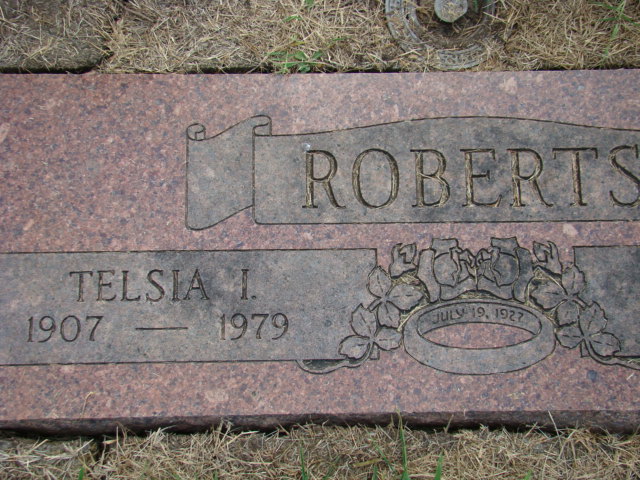 ROBERTS
TELSIA I.
1907 — 1979
JULY 19, 1927